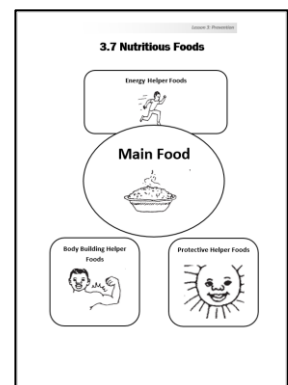 Lesson 3: Prevention
3.7 Nutritious Foods
Energy Helper Foods
Main Food
Body Building Helper
Foods
Protective Helper Foods